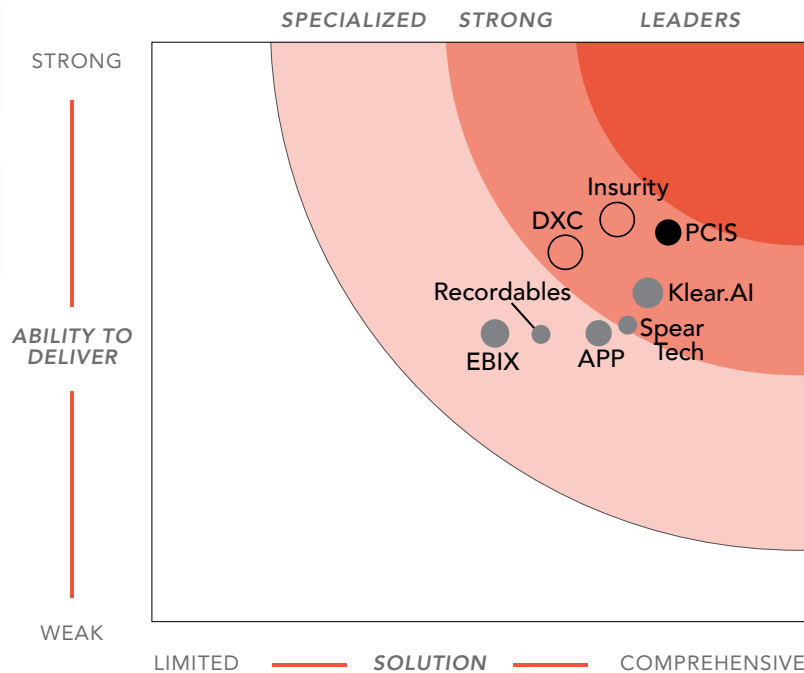 SPECIALIZED STRONG LEADERS
STRONG
Insurity
DXC
PCIS
Recordables
Klear.AI
ABILITY TO
DELIVER
EBIX
APP
Spear
Tech
WEAK
LIMITED SOLUTION COMPREHENSIVE